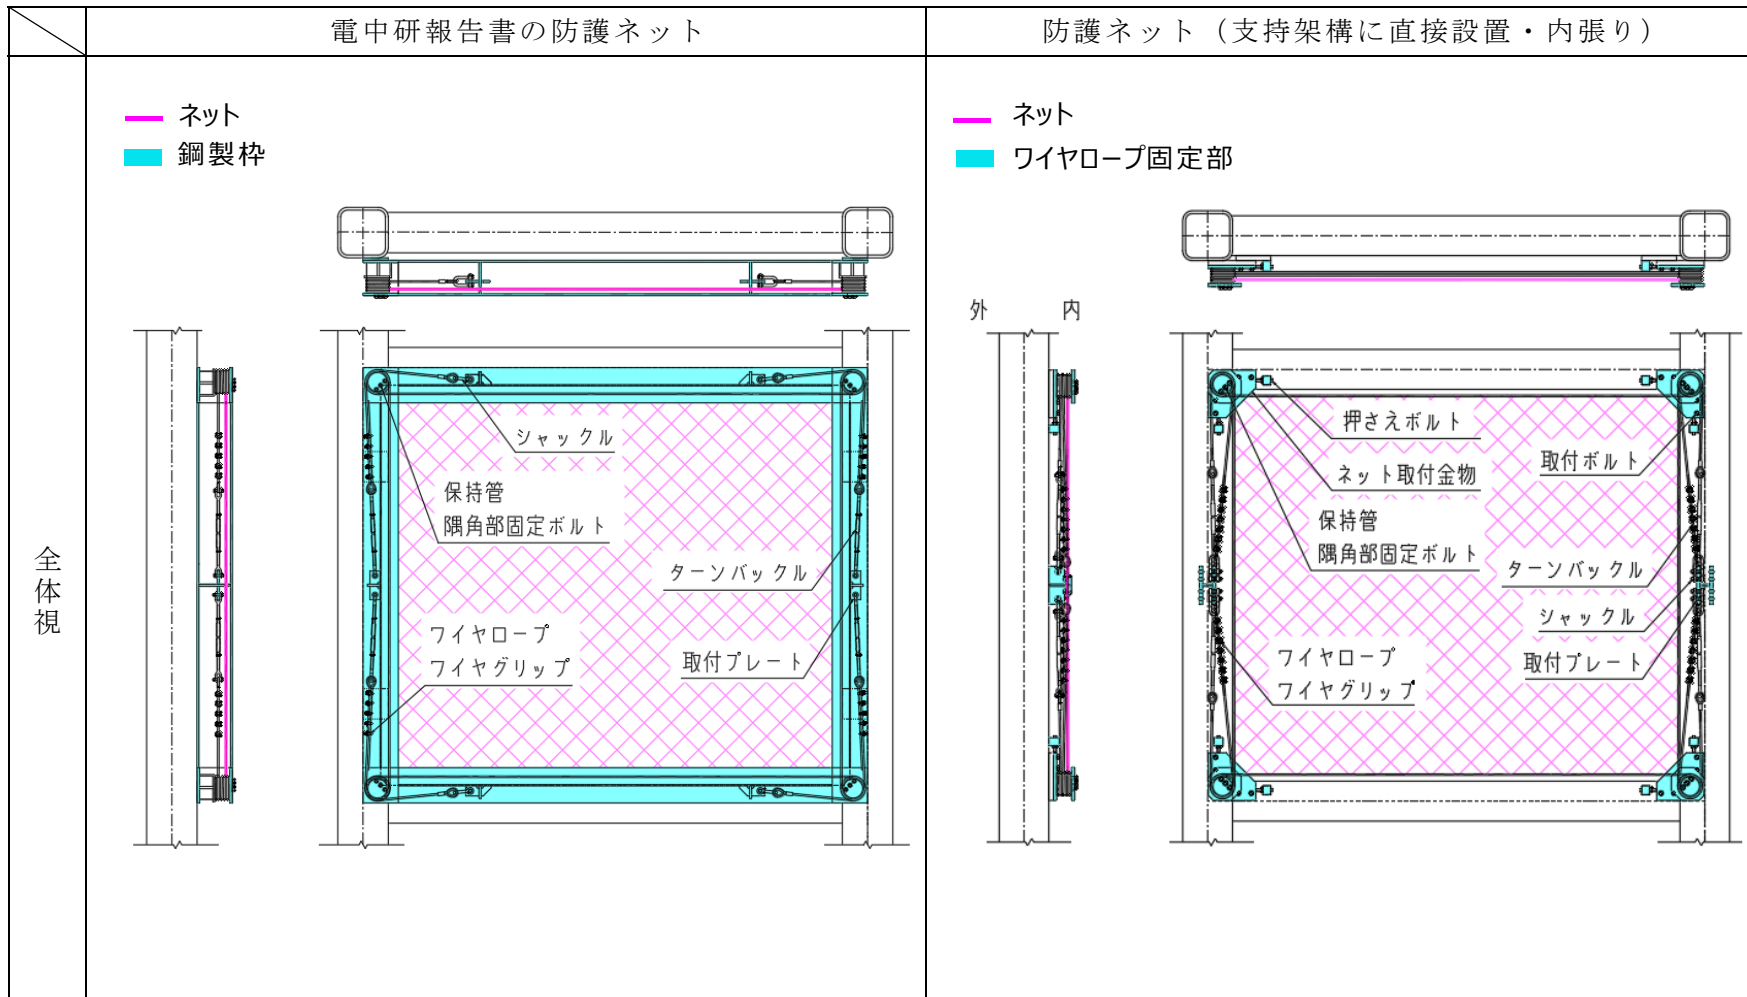 電中研報告書の防護ネット
防護ネット（支持架構に直接設置・内張り）
全体視
ネット
鋼製枠
シャックル
保持管
隅角部固定ボルト
ターンバックル
ワイヤロープ
ワイヤグリップ
取付プレート
ネット
ワイヤロープ固定部
外
内
押さえボルト
取付ボルト
ネット取付金物
保持管
隅角部固定ボルト
ターンバックル
シャックル
ワイヤロープ
ワイヤグリップ
取付プレート